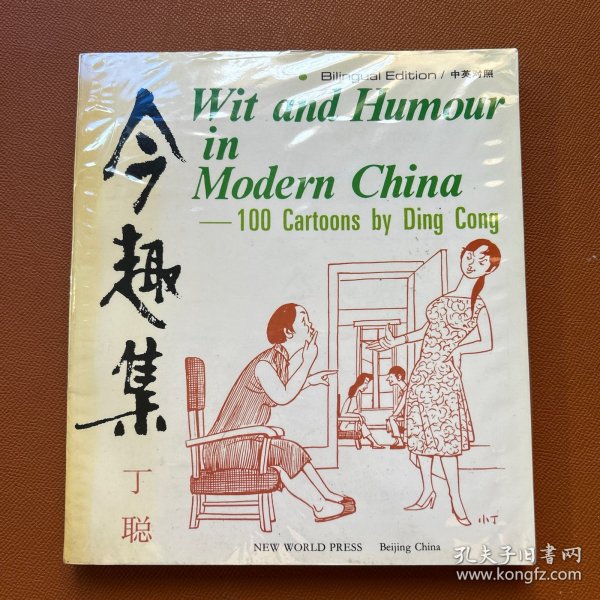 Bilingual Edition / 中英对照
Wit and Humour
in
Modern China
—100 Cartoons by Ding Cong
今趣集
丁聪
小丁
NEW WORLD PRESS Beijing China
孔夫子旧书网
www.kongfz.com